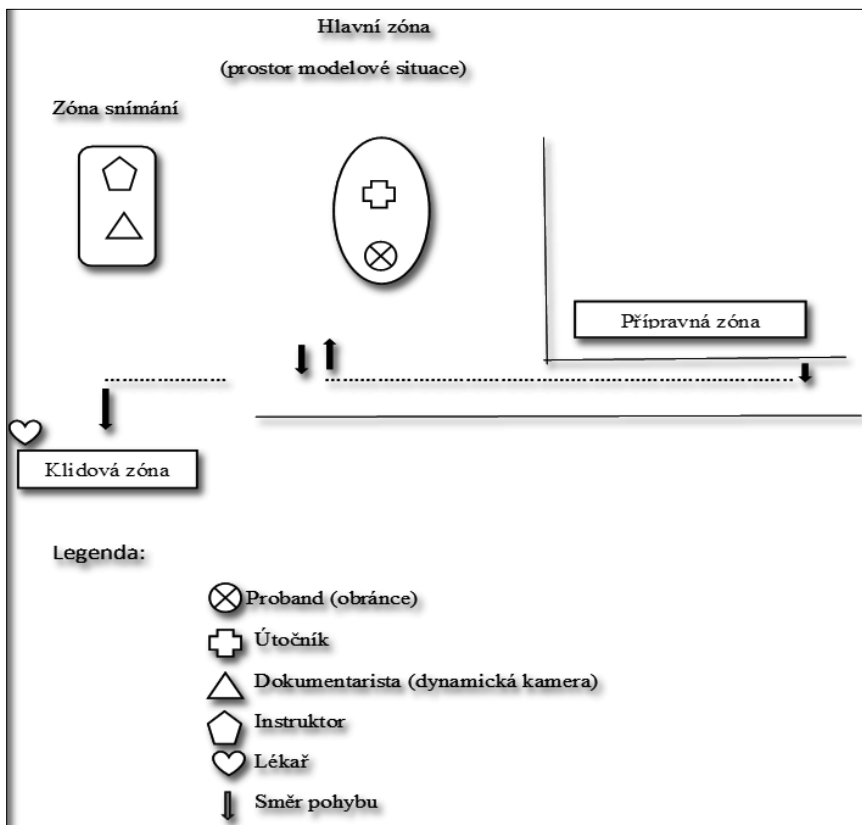 Hlavní zóna
(prostor modelové situace)
Zóna snímání
Přípravná zóna
Klidová zóna
Legenda:
Proband (obránce)
Útočník
Dokumentarista (dynamická kamera)
Instruktor
Lékař
Směr pohybu